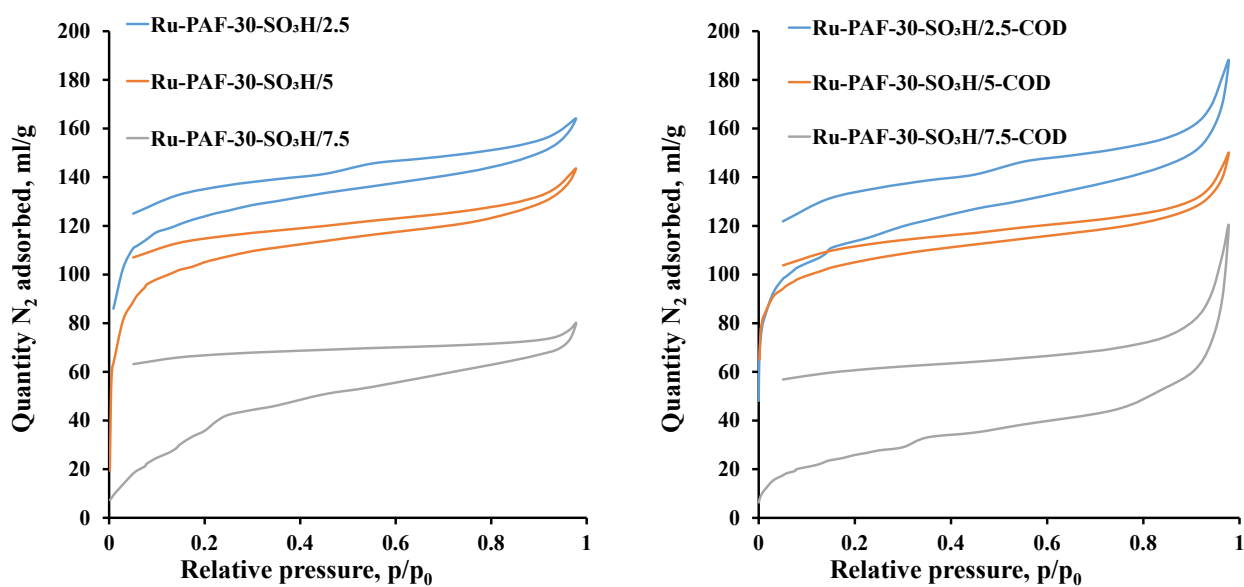 Ru-PAF-30-SO₃H/2.5
Ru-PAF-30-SO₃H/5
Ru-PAF-30-SO₃H/7.5
Quantity N₂ adsorbed, ml/g
200
180
160
140
120
100
80
60
40
20
0
0 0.2 0.4 0.6 0.8 1
Relative pressure, p/p₀
Ru-PAF-30-SO₃H/2.5-COD
Ru-PAF-30-SO₃H/5-COD
Ru-PAF-30-SO₃H/7.5-COD
Quantity N₂ adsorbed, ml/g
200
180
160
140
120
100
80
60
40
20
0
0 0.2 0.4 0.6 0.8 1
Relative pressure, p/p₀